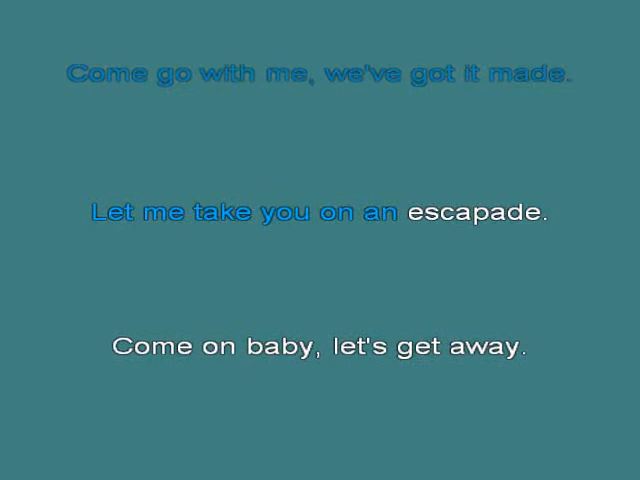 Come go with me, we've got it made.
Let me take you on an escapade.
Come on baby, let's get away.